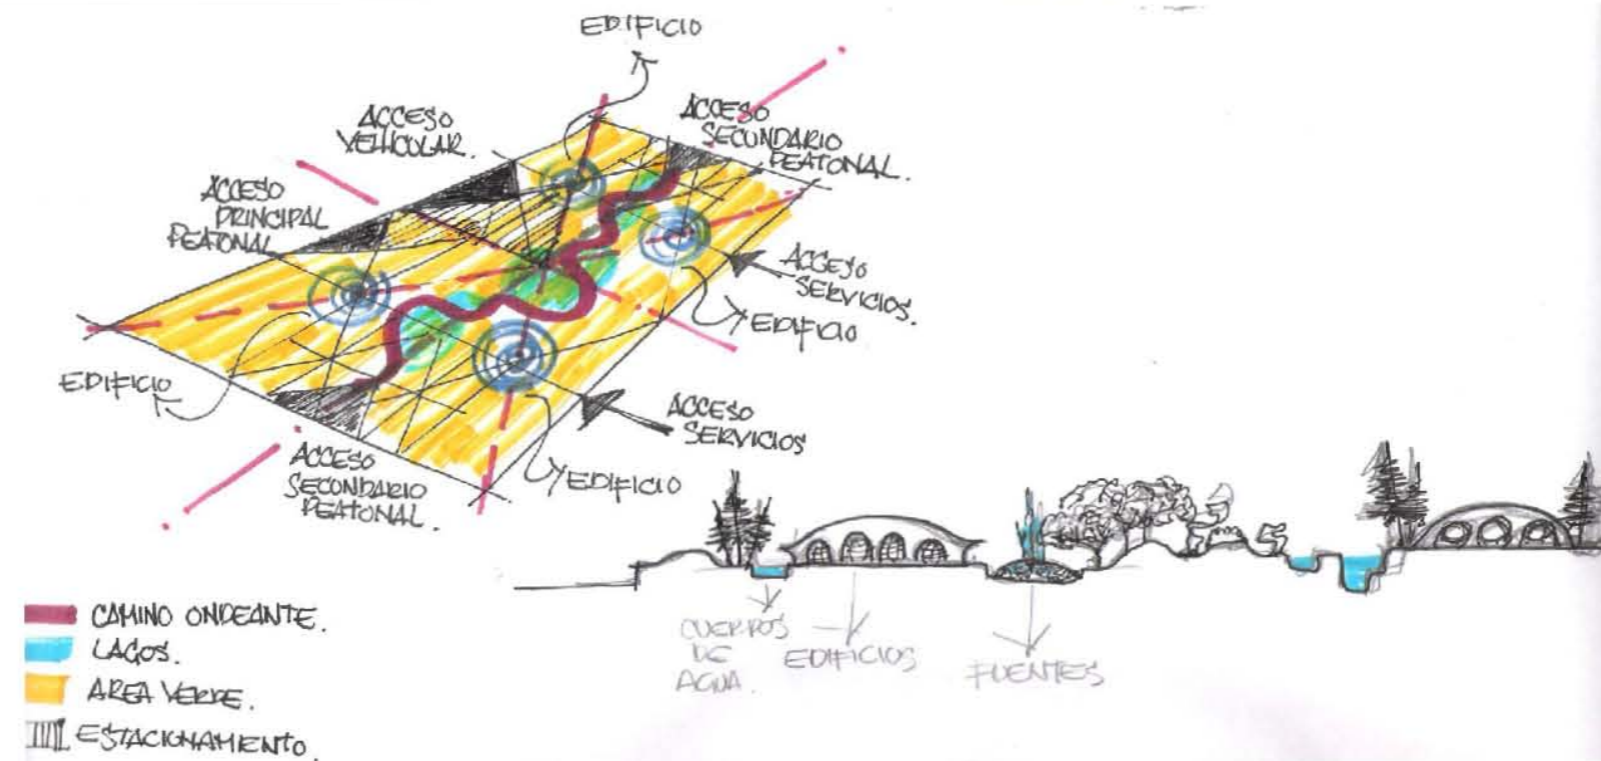 EDIFICIO
ACCESO
VEHICULAR.
ACCESO
SECUNDARIO
PEATONAL.
ACCESO
PRINCIPAL
PEATONAL
ACCESO
SERVICIOS.
EDIFICIO
EDIFICIO
ACCESO
SERVICIOS
ACCESO
SECUNDARIO
PEATONAL.
EDIFICIO
CAMINO ONDEANTE.
LAGOS.
AREA VERDE.
ESTACIONAMIENTO.
CUERPOS
DE
AGUA.
EDIFICIOS
FUENTES